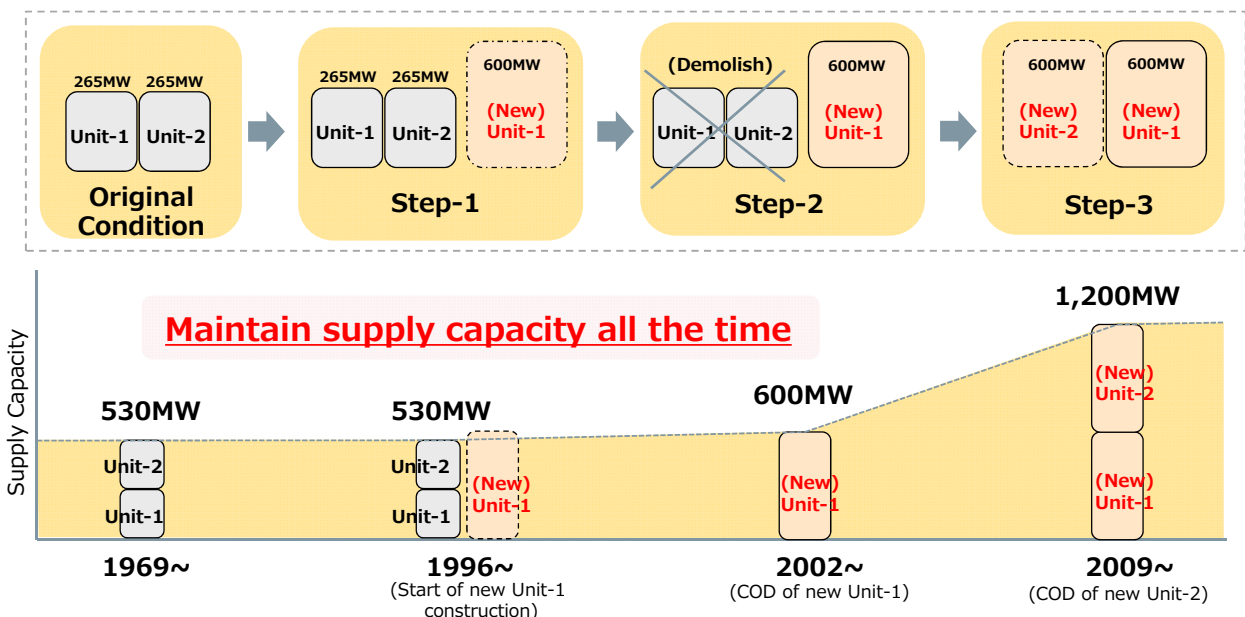 265MW 265MW
Unit-1 Unit-2
Original
Condition
265MW 265MW 600MW
Unit-1 Unit-2
(New)
Unit-1
Step-1
(Demolish) 600MW
Unit-1 Unit-2
(New)
Unit-1
Step-2
600MW 600MW
(New)
Unit-2
(New)
Unit-1
Step-3
Supply Capacity
Maintain supply capacity all the time
530MW
Unit-2
Unit-1
1969~
530MW
Unit-2
Unit-1
(New)
Unit-1
1996~
(Start of new Unit-1
construction)
600MW
(New)
Unit-1
2002~
(COD of new Unit-1)
1,200MW
(New)
Unit-2
(New)
Unit-1
2009~
(COD of new Unit-2)